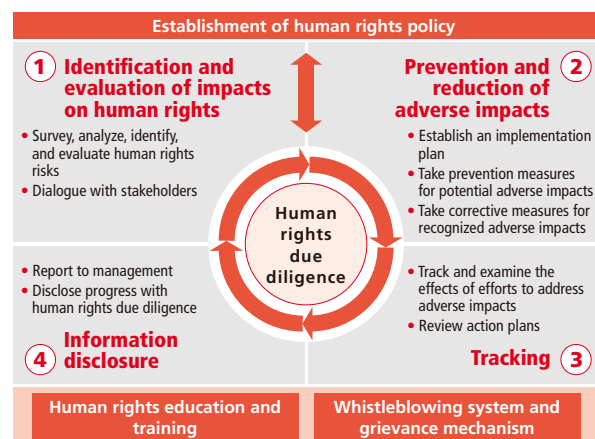 Establishment of human rights policy
1
Identification and
evaluation of impacts
on human rights
• Survey, analyze, identify,
and evaluate human rights
risks
• Dialogue with stakeholders
Prevention and
reduction of
adverse impacts
2
• Establish an implementation
plan
• Take prevention measures
for potential adverse impacts
• Take corrective measures for
recognized adverse impacts
Human
rights
due
diligence
• Track and examine the
effects of efforts to address
adverse impacts
• Review action plans
Tracking
3
• Report to management
• Disclose progress with
human rights due diligence
4
Information
disclosure
Human rights education and
training
Whistleblowing system and
grievance mechanism